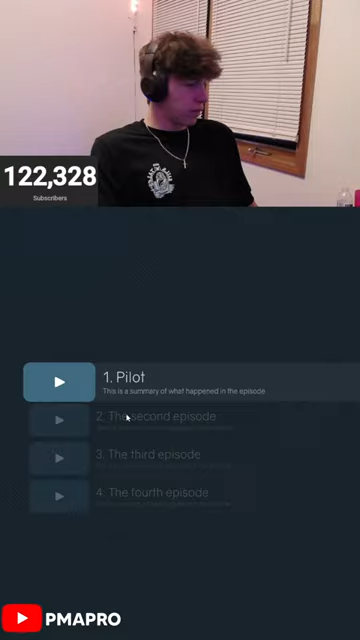 122,328
Subscribers
1. Pilot
This is a summary of what happened in the episode
2. The second episode
3. The third episode
4. The fourth episode
PMAPRO